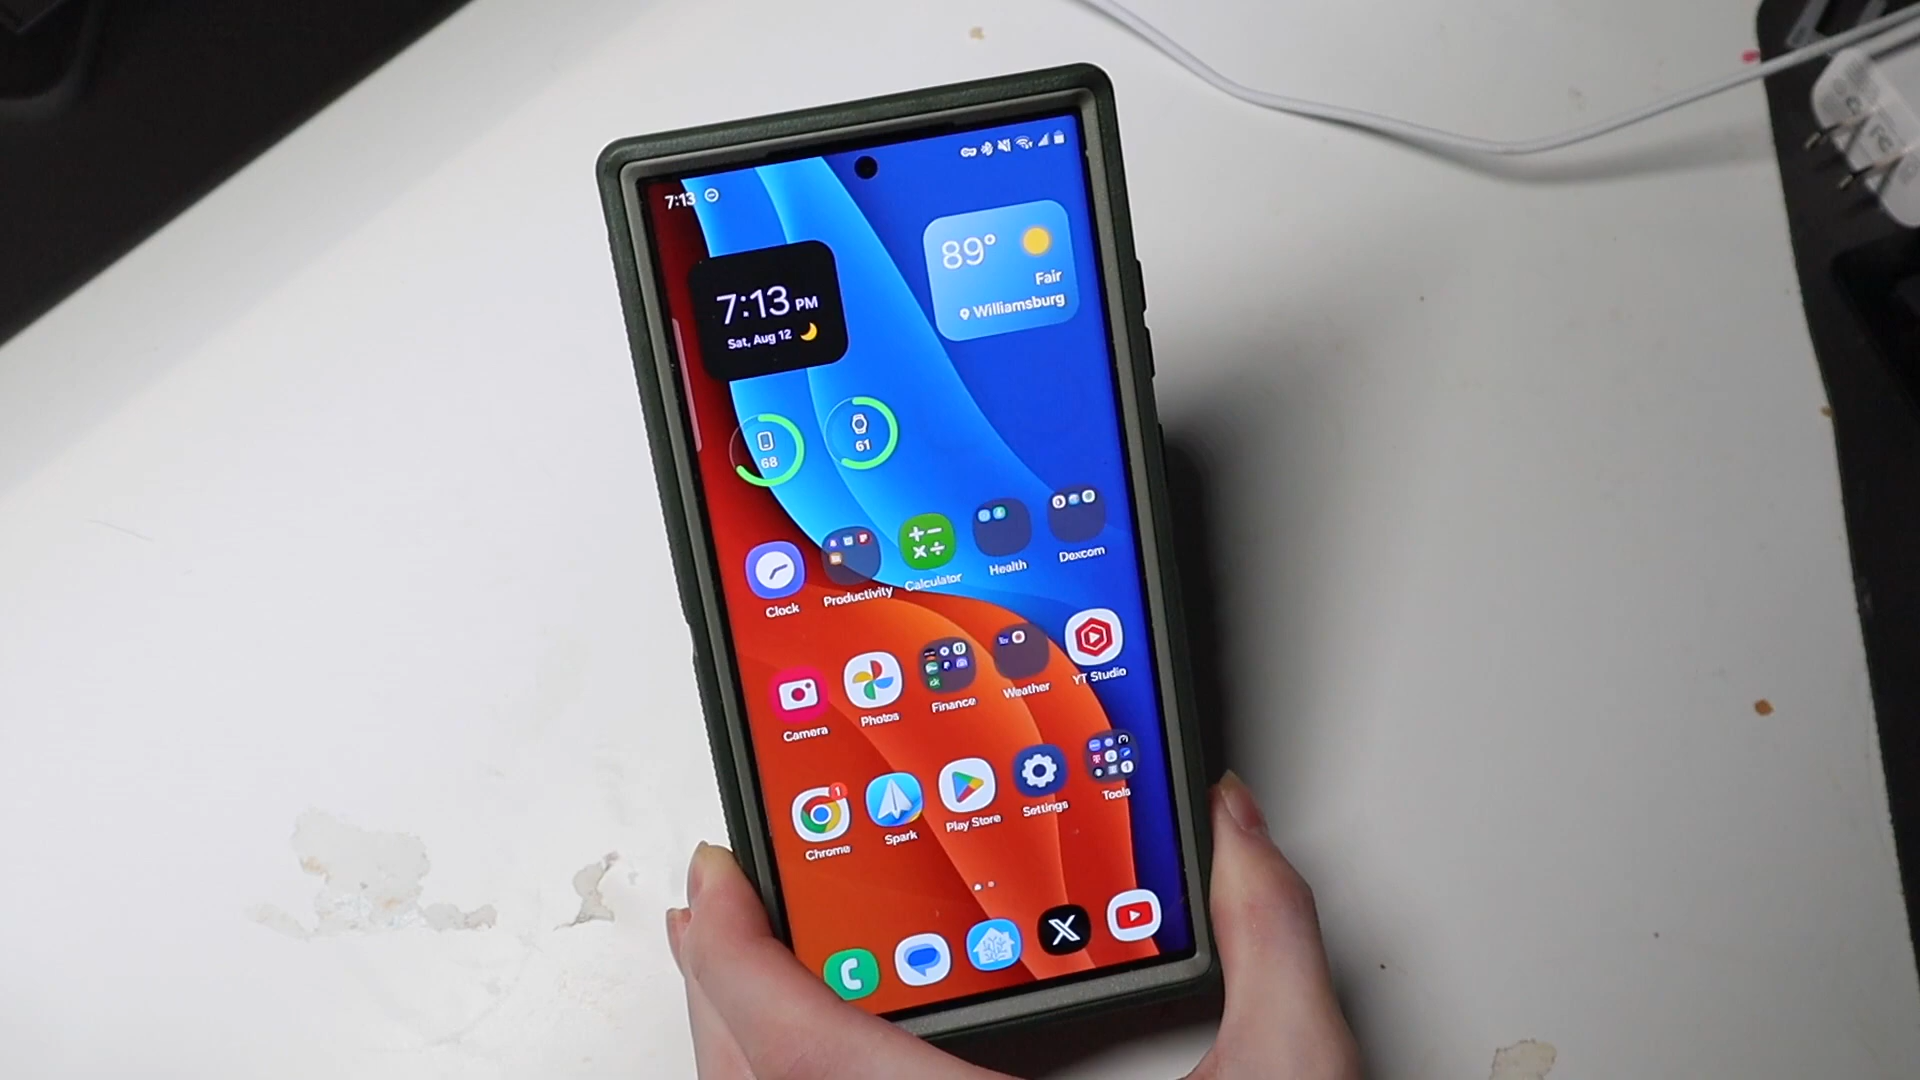 7:13
7:13 PM
Sat, Aug 12
89°
Fair
Williamsburg
68
61
Clock
Productivity
Calculator
Health
Dexcom
Camera
Photos
Finance
Weather
YT Studio
1
Chrome
Spark
Play Store
Settings
Tools
X